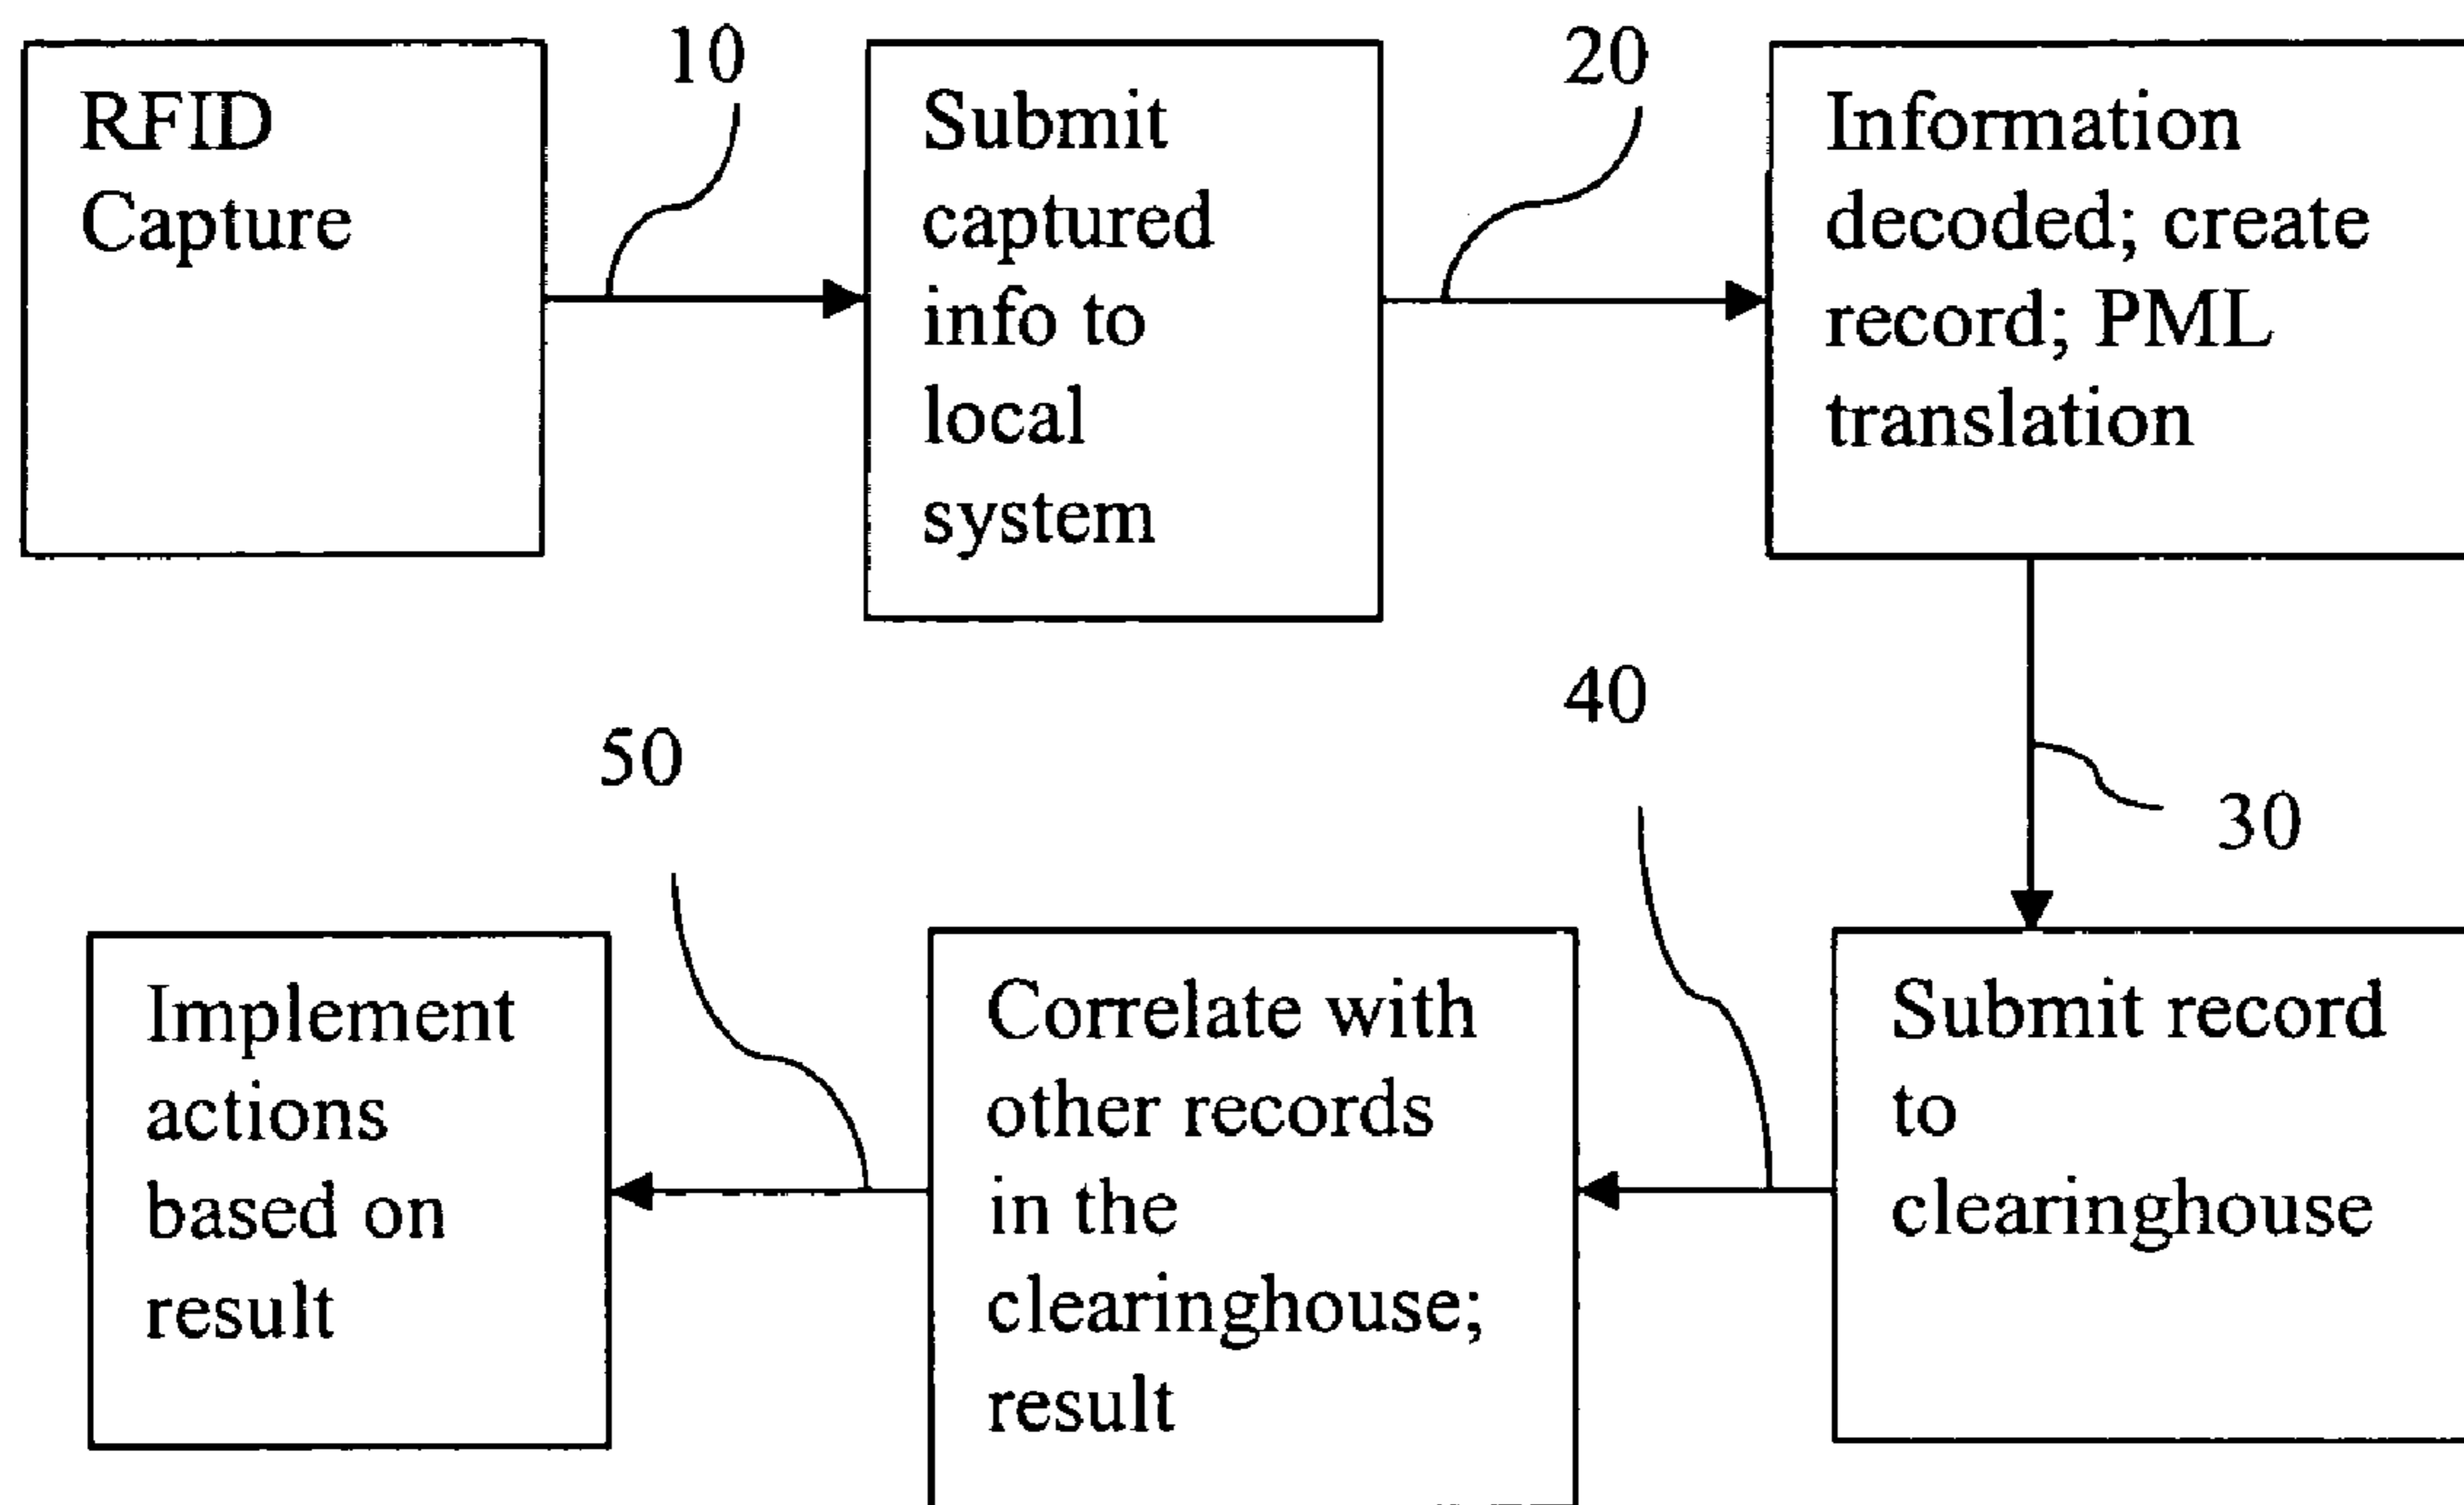 RFID
Capture
10
Submit
captured
info to
local
system
20
Information
decoded; create
record; PML
translation
30
Submit record
to
clearinghouse
40
Correlate with
other records
in the
clearinghouse;
result
50
Implement
actions
based on
result